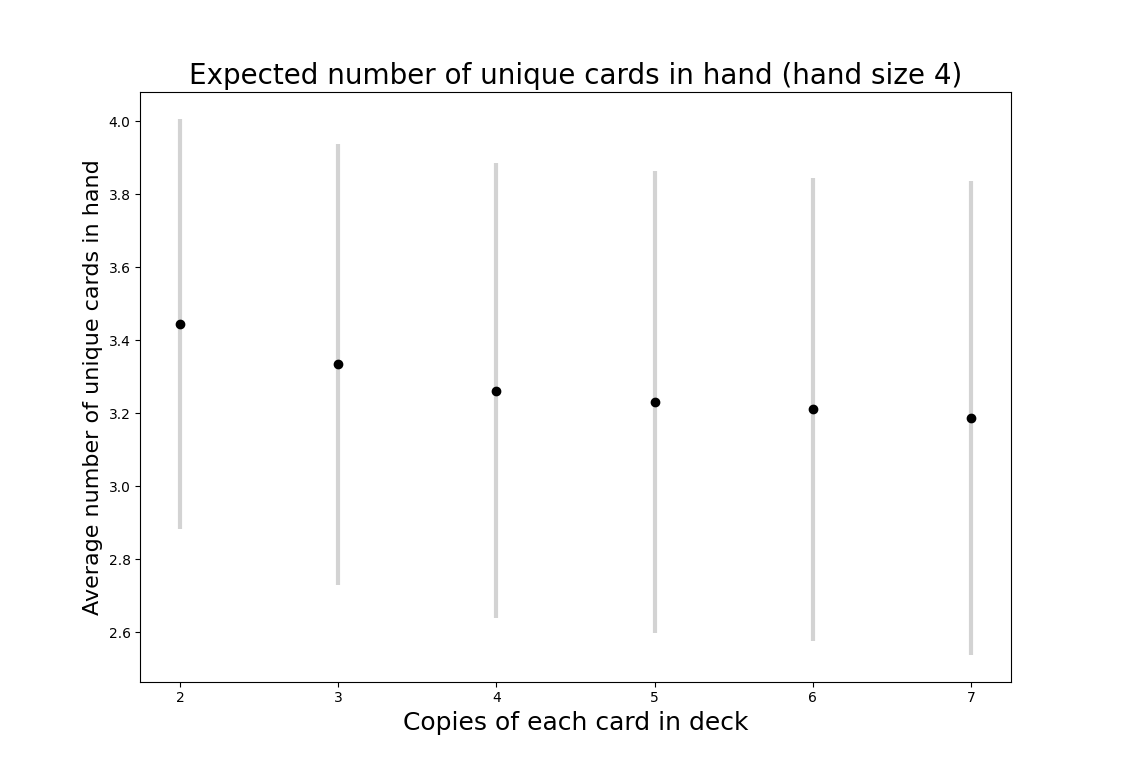 Expected number of unique cards in hand (hand size 4)
Average number of unique cards in hand
4.0
3.8
3.6
3.4
3.2
3.0
2.8
2.6
2 3 4 5 6 7
Copies of each card in deck